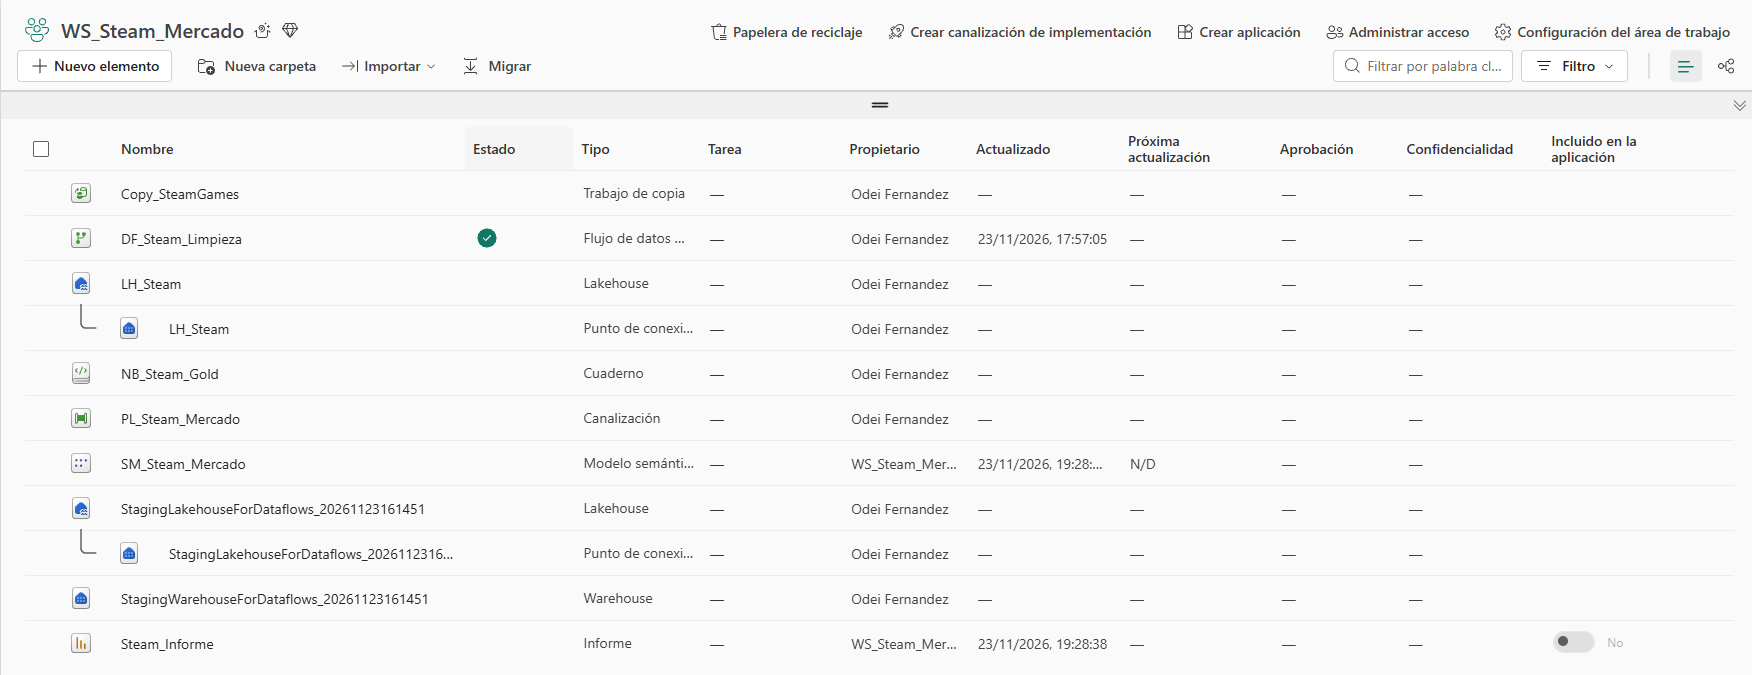 WS_Steam_Mercado
Papelera de reciclaje Crear canalización de implementación Crear aplicación Administrar acceso Configuración del área de trabajo
Nuevo elemento Nueva carpeta Importar Migrar Filtrar por palabra cl... Filtro
Nombre Estado Tipo Tarea Propietario Actualizado Próxima actualización Aprobación Confidencialidad Incluido en la aplicación
Copy_SteamGames Trabajo de copia — Odei Fernandez — — — —
DF_Steam_Limpieza Flujo de datos ... — Odei Fernandez 23/11/2026, 17:57:05 — — —
LH_Steam Lakehouse — Odei Fernandez — — — —
LH_Steam Punto de conexi... — Odei Fernandez — — — —
NB_Steam_Gold Cuaderno — Odei Fernandez — — — —
PL_Steam_Mercado Canalización — Odei Fernandez — — — —
SM_Steam_Mercado Modelo semánti... — WS_Steam_Mer... 23/11/2026, 19:28:... N/D — —
StagingLakehouseForDataflows_20261123161451 Lakehouse — Odei Fernandez — — — —
StagingLakehouseForDataflows_2026112316... Punto de conexi... — Odei Fernandez — — — —
StagingWarehouseForDataflows_20261123161451 Warehouse — Odei Fernandez — — — —
Steam_Informe Informe — WS_Steam_Mer... 23/11/2026, 19:28:38 — — — No